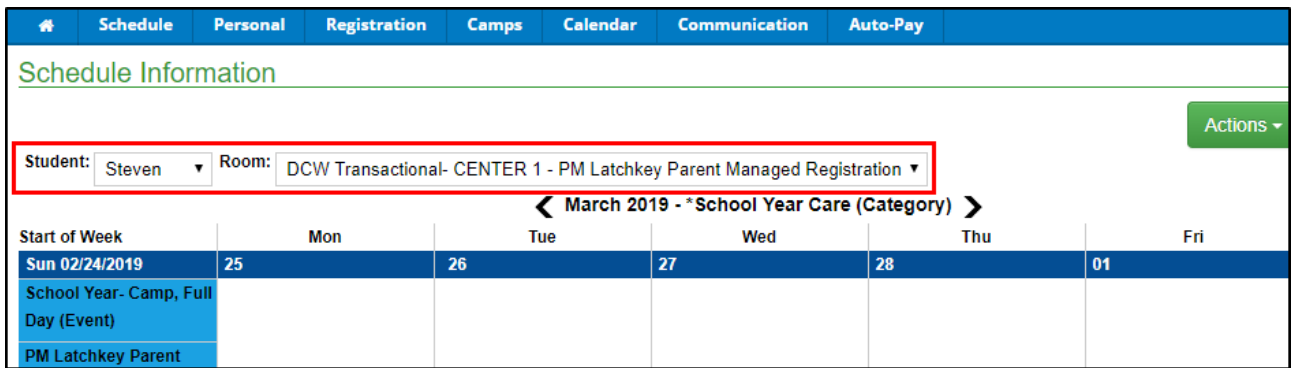 Schedule Personal Registration Camps Calendar Communication Auto-Pay
Schedule Information
Actions
Student: Steven Room: DCW Transactional- CENTER 1 - PM Latchkey Parent Managed Registration
March 2019 - *School Year Care (Category)
Start of Week Mon Tue Wed Thu Fri
Sun 02/24/2019 25 26 27 28 01
School Year- Camp, Full
Day (Event)
PM Latchkey Parent